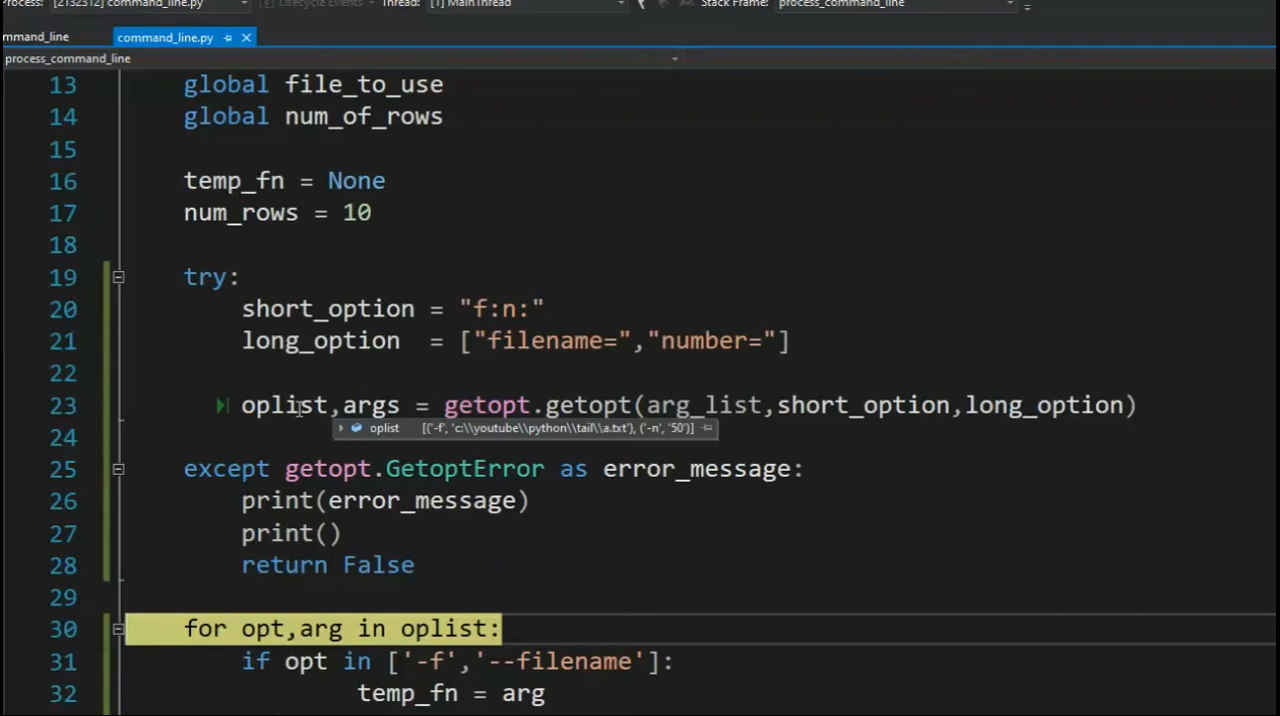 rocess: [2132312] command_line.py Lifecycle Events Thread: [1] MainThread Stack Frame: process_command_line
mmand_line command_line.py
process_command_line
13 global file_to_use
14 global num_of_rows
15
16 temp_fn = None
17 num_rows = 10
18
19 try:
20 short_option = "f:n:"
21 long_option = ["filename=","number="]
22
23 oplist,args = getopt.getopt(arg_list,short_option,long_option)
oplist [('-f', 'c:\\youtube\\python\\tail\\a.txt'), ('-n', '50')]
24
25 except getopt.GetoptError as error_message:
26 print(error_message)
27 print()
28 return False
29
30 for opt,arg in oplist:
31 if opt in ['-f','--filename']:
32 temp_fn = arg